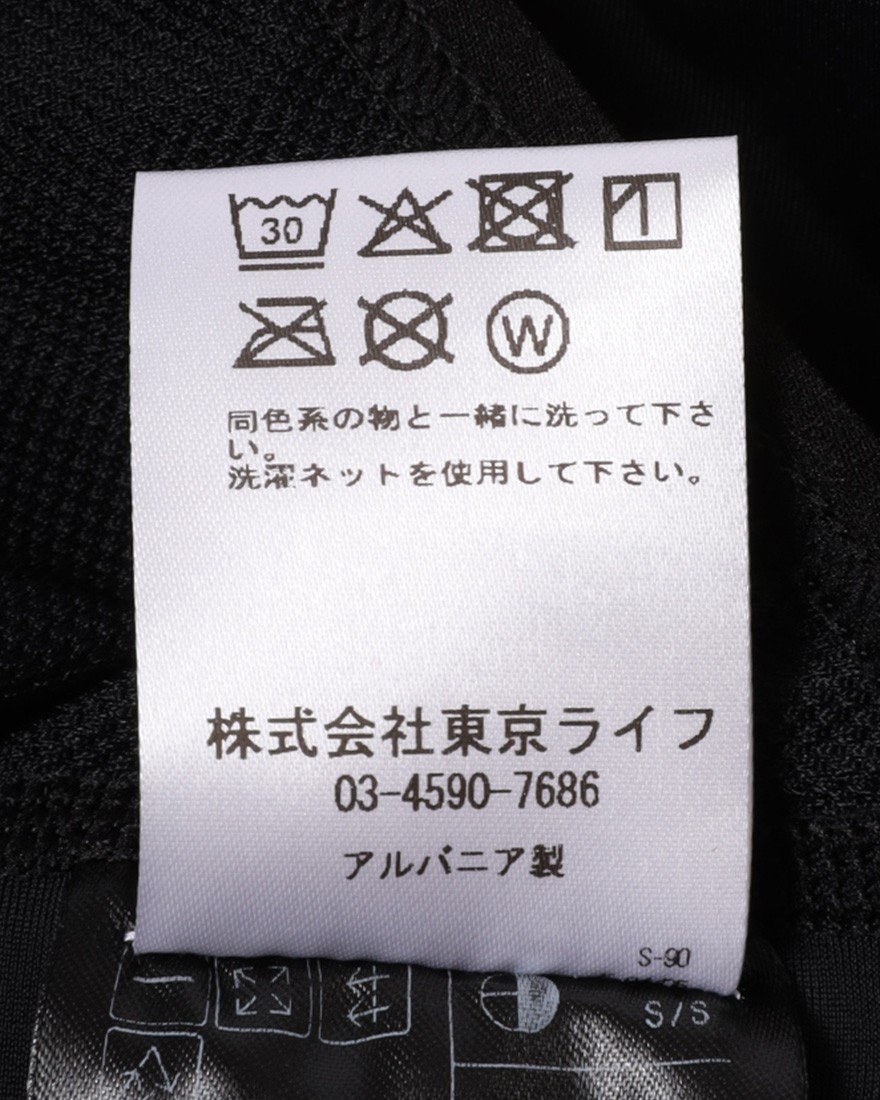 30
W
同色系の物と一緒に洗って下さ
い。
洗濯ネットを使用して下さい。
株式会社東京ライフ
03-4590-7686
アルバニア製
S-90
S/S